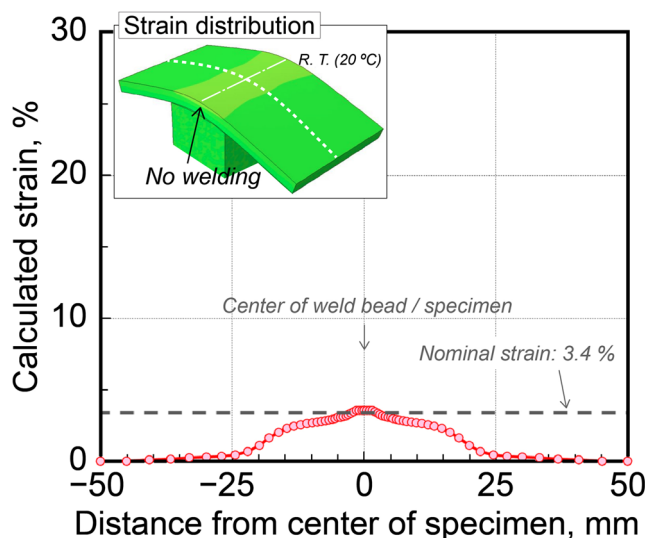 Strain distribution
R. T. (20 ºC)
No welding
Center of weld bead / specimen
Nominal strain: 3.4 %
Calculated strain, %
30
20
10
0
−50
−25
0
25
50
Distance from center of specimen, mm